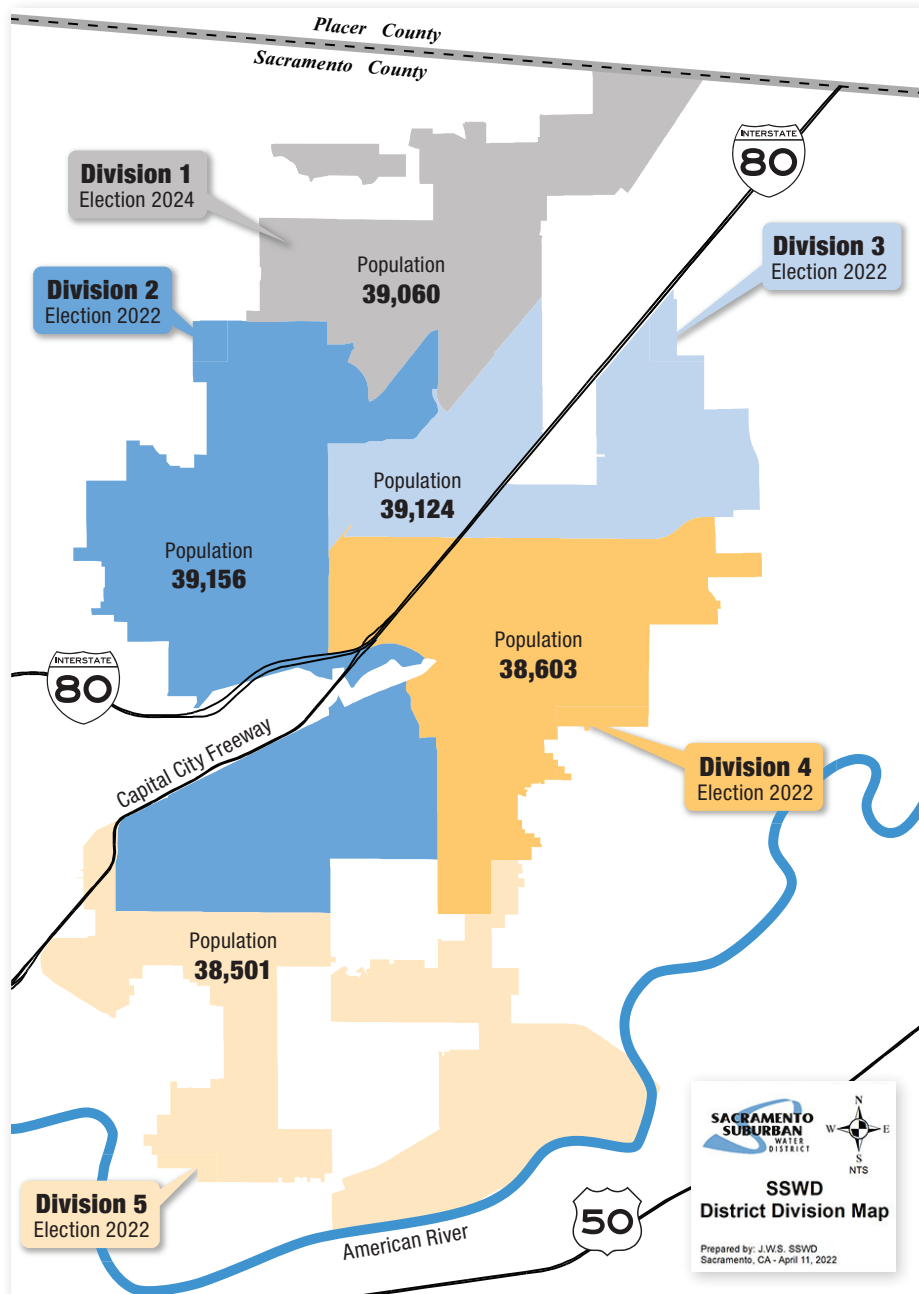 Placer County
Sacramento County
INTERSTATE
80
Division 1
Election 2024
Division 3
Election 2022
Population
39,060
Division 2
Election 2022
Population
39,124
Population
39,156
Population
38,603
INTERSTATE
80
Capital City Freeway
Division 4
Election 2022
Population
38,501
Division 5
Election 2022
American River
50
SACRAMENTO
SUBURBAN
WATER
DISTRICT
N
W E
S
NTS
SSWD
District Division Map
Prepared by: J.W.S. SSWD
Sacramento, CA - April 11, 2022